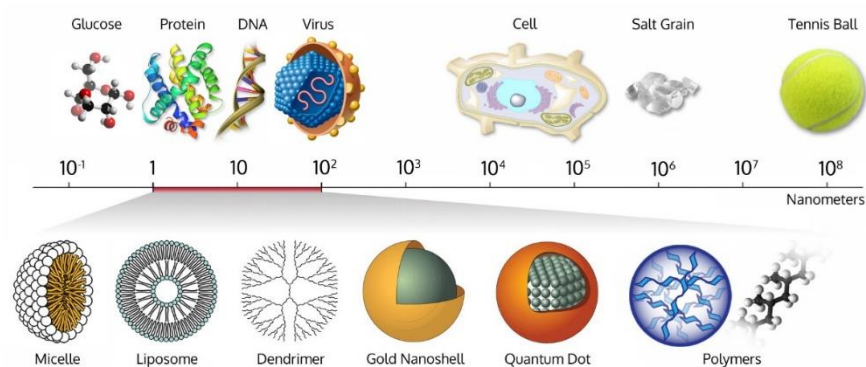 Glucose Protein DNA Virus Cell Salt Grain Tennis Ball
10⁻¹ 1 10 10² 10³ 10⁴ 10⁵ 10⁶ 10⁷ 10⁸
Nanometers
Micelle Liposome Dendrimer Gold Nanoshell Quantum Dot Polymers